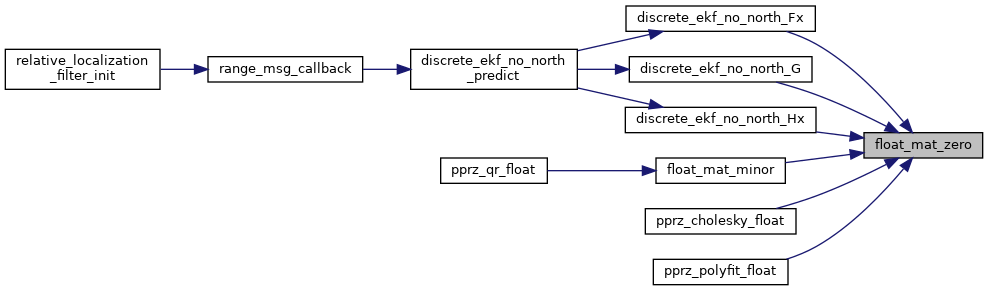 relative_localization
_filter_init
range_msg_callback
discrete_ekf_no_north
_predict
discrete_ekf_no_north_Fx
discrete_ekf_no_north_G
discrete_ekf_no_north_Hx
float_mat_zero
pprz_qr_float
float_mat_minor
pprz_cholesky_float
pprz_polyfit_float